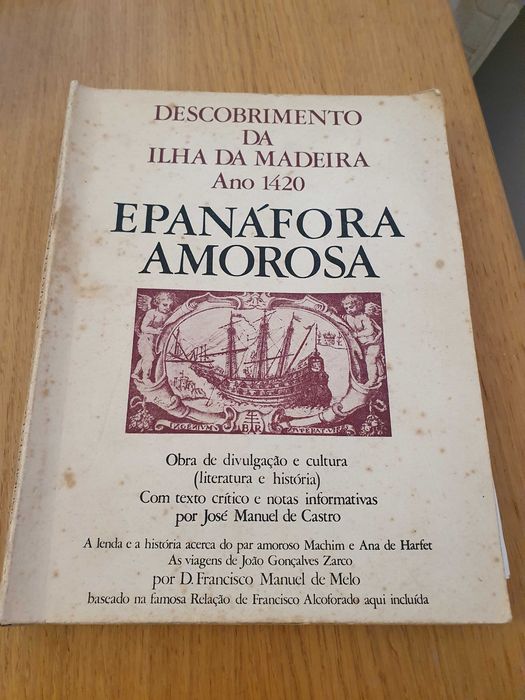 DESCOBRIMENTO
DA
ILHA DA MADEIRA
Ano 1420
EPANÁFORA
AMOROSA
Obra de divulgação e cultura
(literatura e história)
Com texto crítico e notas informativas
por José Manuel de Castro
A lenda e a história acerca do par amoroso Machim e Ana de Harfet
As viagens de João Gonçalves Zarco
por D. Francisco Manuel de Melo
baseado na famosa Relação de Francisco Alcoforado aqui incluída